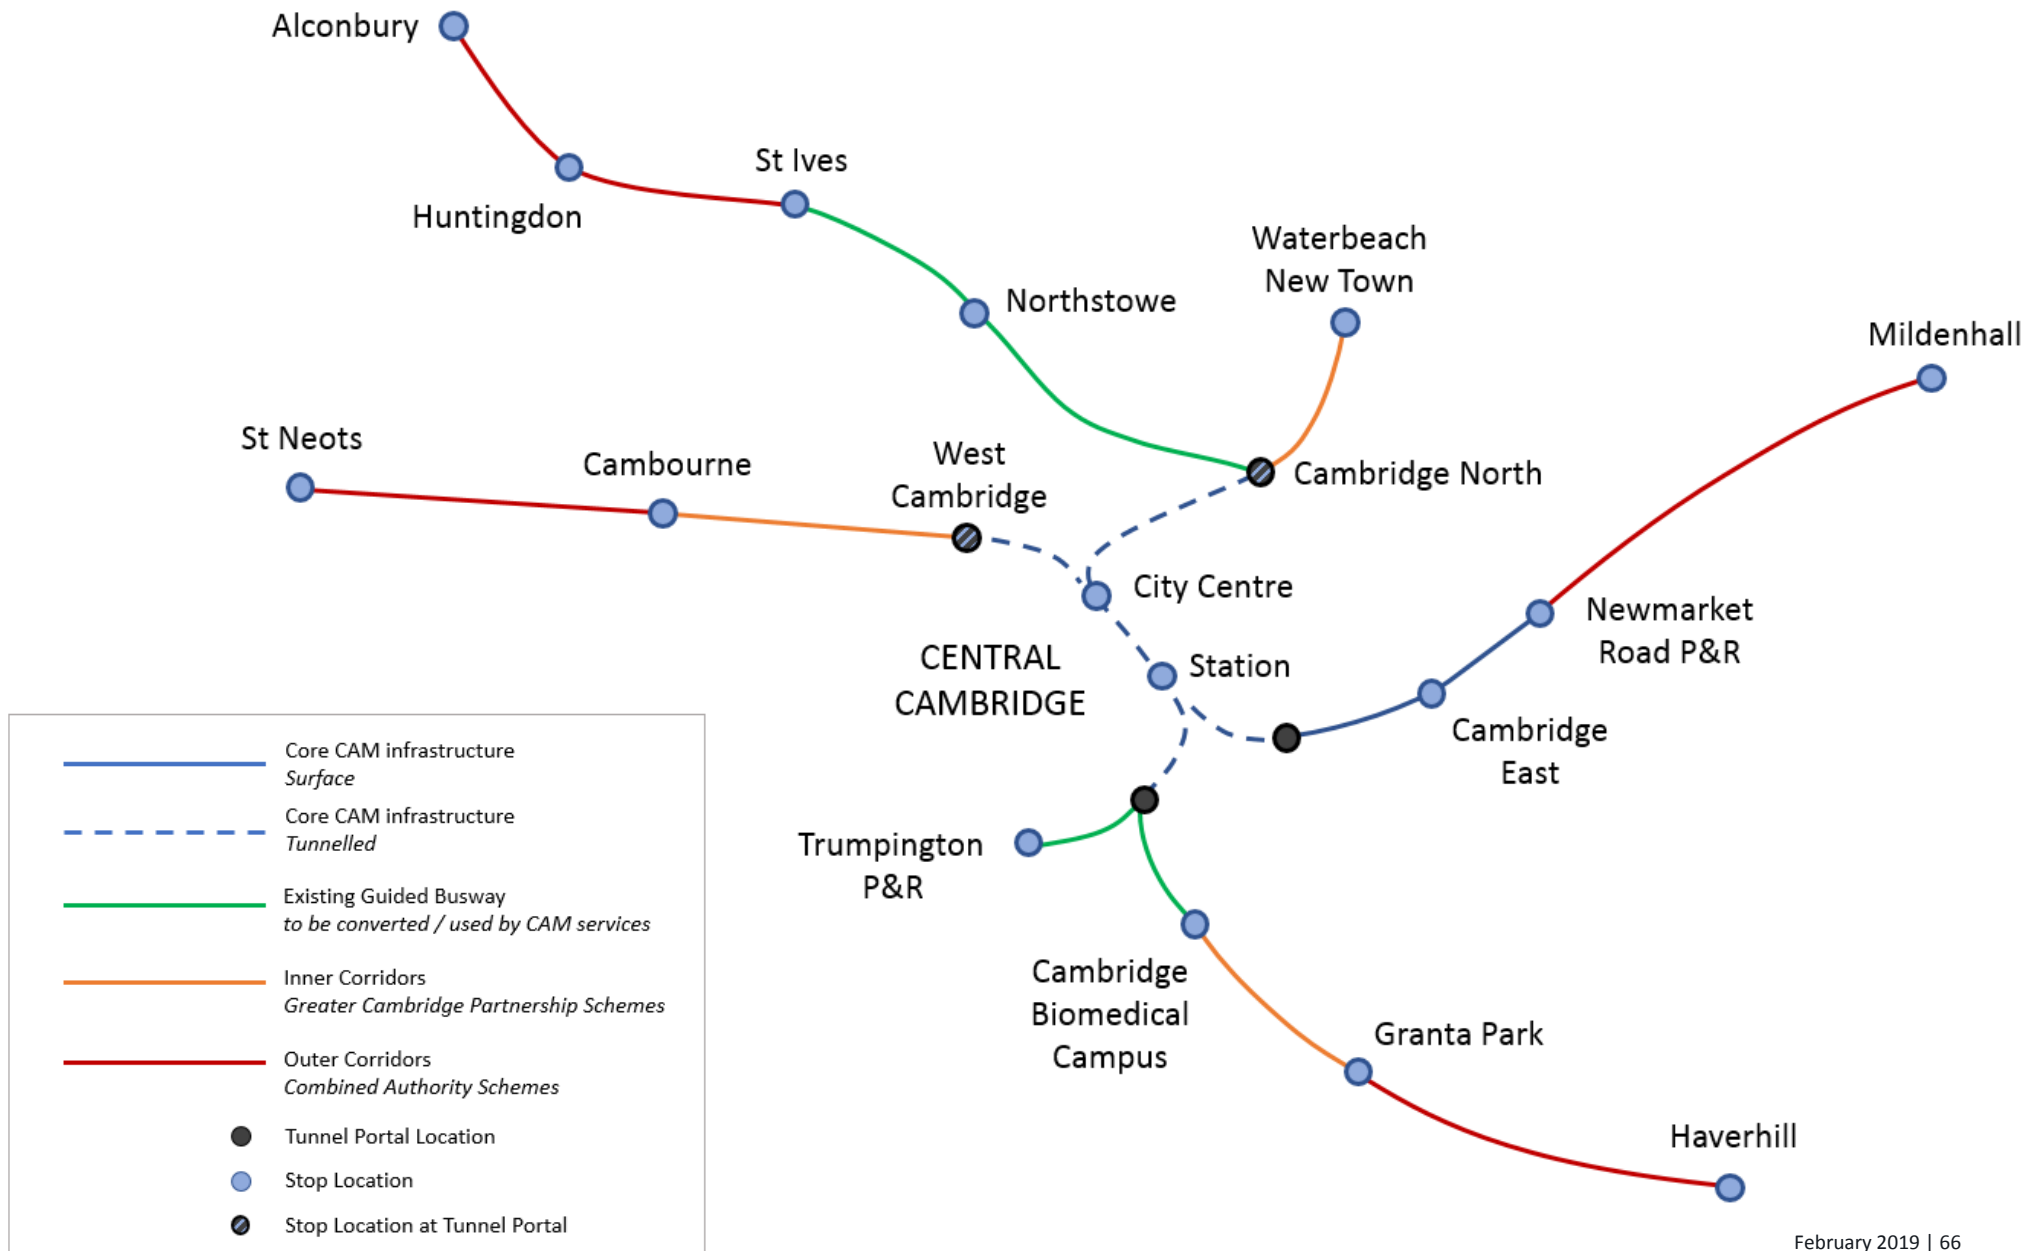 Alconbury
Huntingdon
St Ives
Northstowe
Waterbeach
New Town
Mildenhall
St Neots
Cambourne
West
Cambridge
Cambridge North
City Centre
Newmarket
Road P&R
CENTRAL
CAMBRIDGE
Station
Cambridge
East
Trumpington
P&R
Cambridge
Biomedical
Campus
Granta Park
Haverhill
Core CAM infrastructure
Surface
Core CAM infrastructure
Tunnelled
Existing Guided Busway
to be converted / used by CAM services
Inner Corridors
Greater Cambridge Partnership Schemes
Outer Corridors
Combined Authority Schemes
Tunnel Portal Location
Stop Location
Stop Location at Tunnel Portal
February 2019 | 66